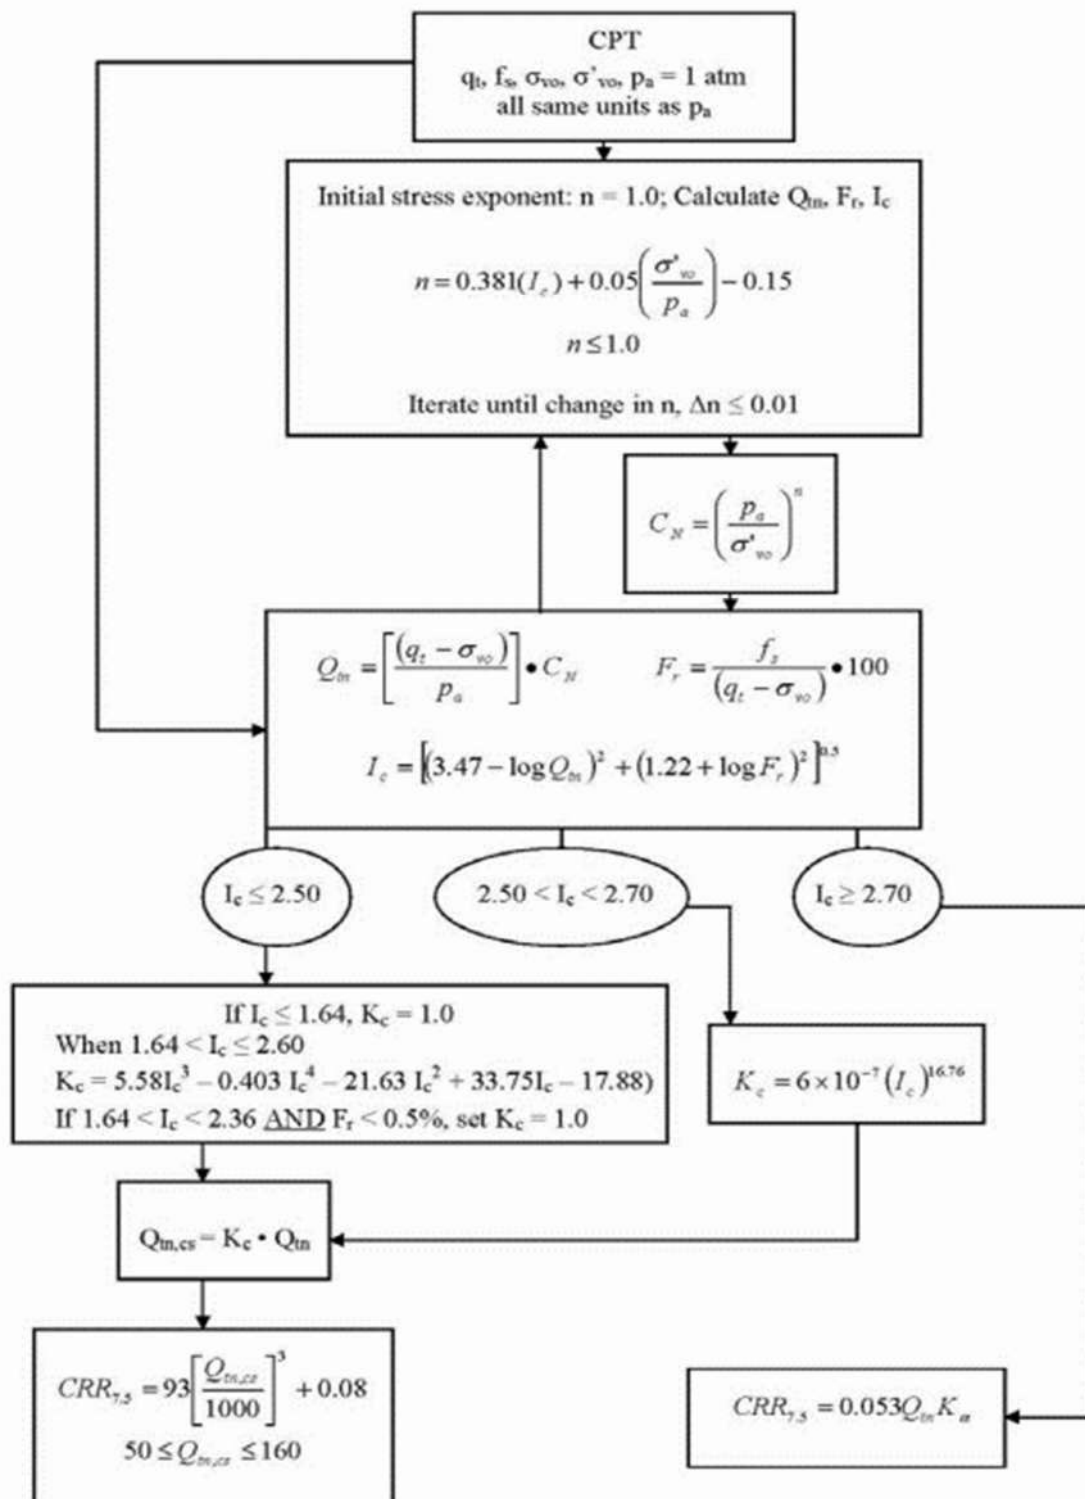 CPT
qt, fs, σvo, σ'vo, pa = 1 atm
all same units as pa
Initial stress exponent: n = 1.0; Calculate Qtn, Fr, Ic
n = 0.381(Ic) + 0.05(σ'vo / pa) − 0.15
n ≤ 1.0
Iterate until change in n, Δn ≤ 0.01
CN = (pa / σ'vo)^n
Qtn = [(qt − σvo) / pa] • CN
Fr = fs / (qt − σvo) • 100
Ic = [(3.47 − log Qtn)² + (1.22 + log Fr)²]^0.5
Ic ≤ 2.50
2.50 < Ic < 2.70
Ic ≥ 2.70
If Ic ≤ 1.64, Kc = 1.0
When 1.64 < Ic ≤ 2.60
Kc = 5.58Ic³ – 0.403 Ic⁴ – 21.63 Ic² + 33.75Ic – 17.88)
If 1.64 < Ic < 2.36 AND Fr < 0.5%, set Kc = 1.0
Kc = 6 × 10⁻⁷ (Ic)^16.76
Qtn,cs = Kc • Qtn
CRR7.5 = 93[Qtn,cs / 1000]³ + 0.08
50 ≤ Qtn,cs ≤ 160
CRR7.5 = 0.053Qtn Kα